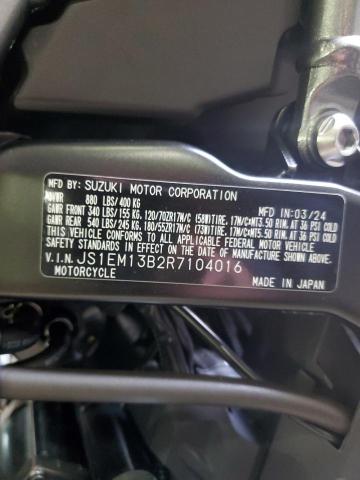 MFD BY: SUZUKI MOTOR CORPORATION IN:03/24
GVWR 880 LBS/400 KG
GAWR FRONT 340 LBS/155 KG, 120/70ZR17M/C (58W)TIRE, 17M/CxMT3.50 RIM, AT 36 PSI COLD
GAWR REAR 540 LBS/245 KG, 180/55ZR17M/C (73W)TIRE, 17M/CxMT5.50 RIM, AT 36 PSI COLD
THIS VEHICLE CONFORMS TO ALL APPLICABLE FEDERAL MOTOR VEHICLE
SAFETY STANDARDS IN EFFECT ON THE DATE OF MANUFACTURE SHOWN ABOVE.
V.I.N. JS1EM13B2R7104016
MOTORCYCLE MADE IN JAPAN